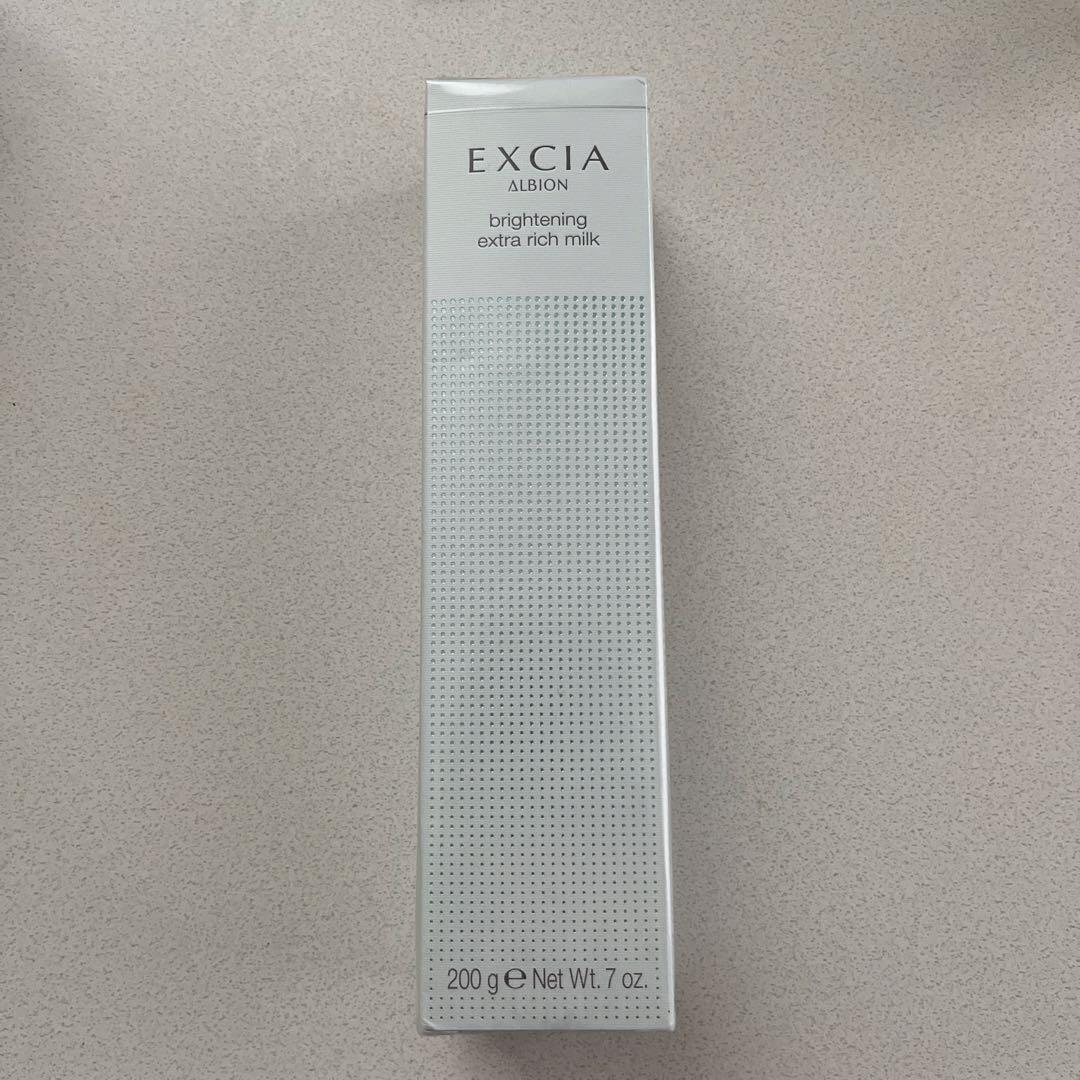 EXCIA
ALBION
brightening
extra rich milk
200 g ℮ Net Wt. 7 oz.